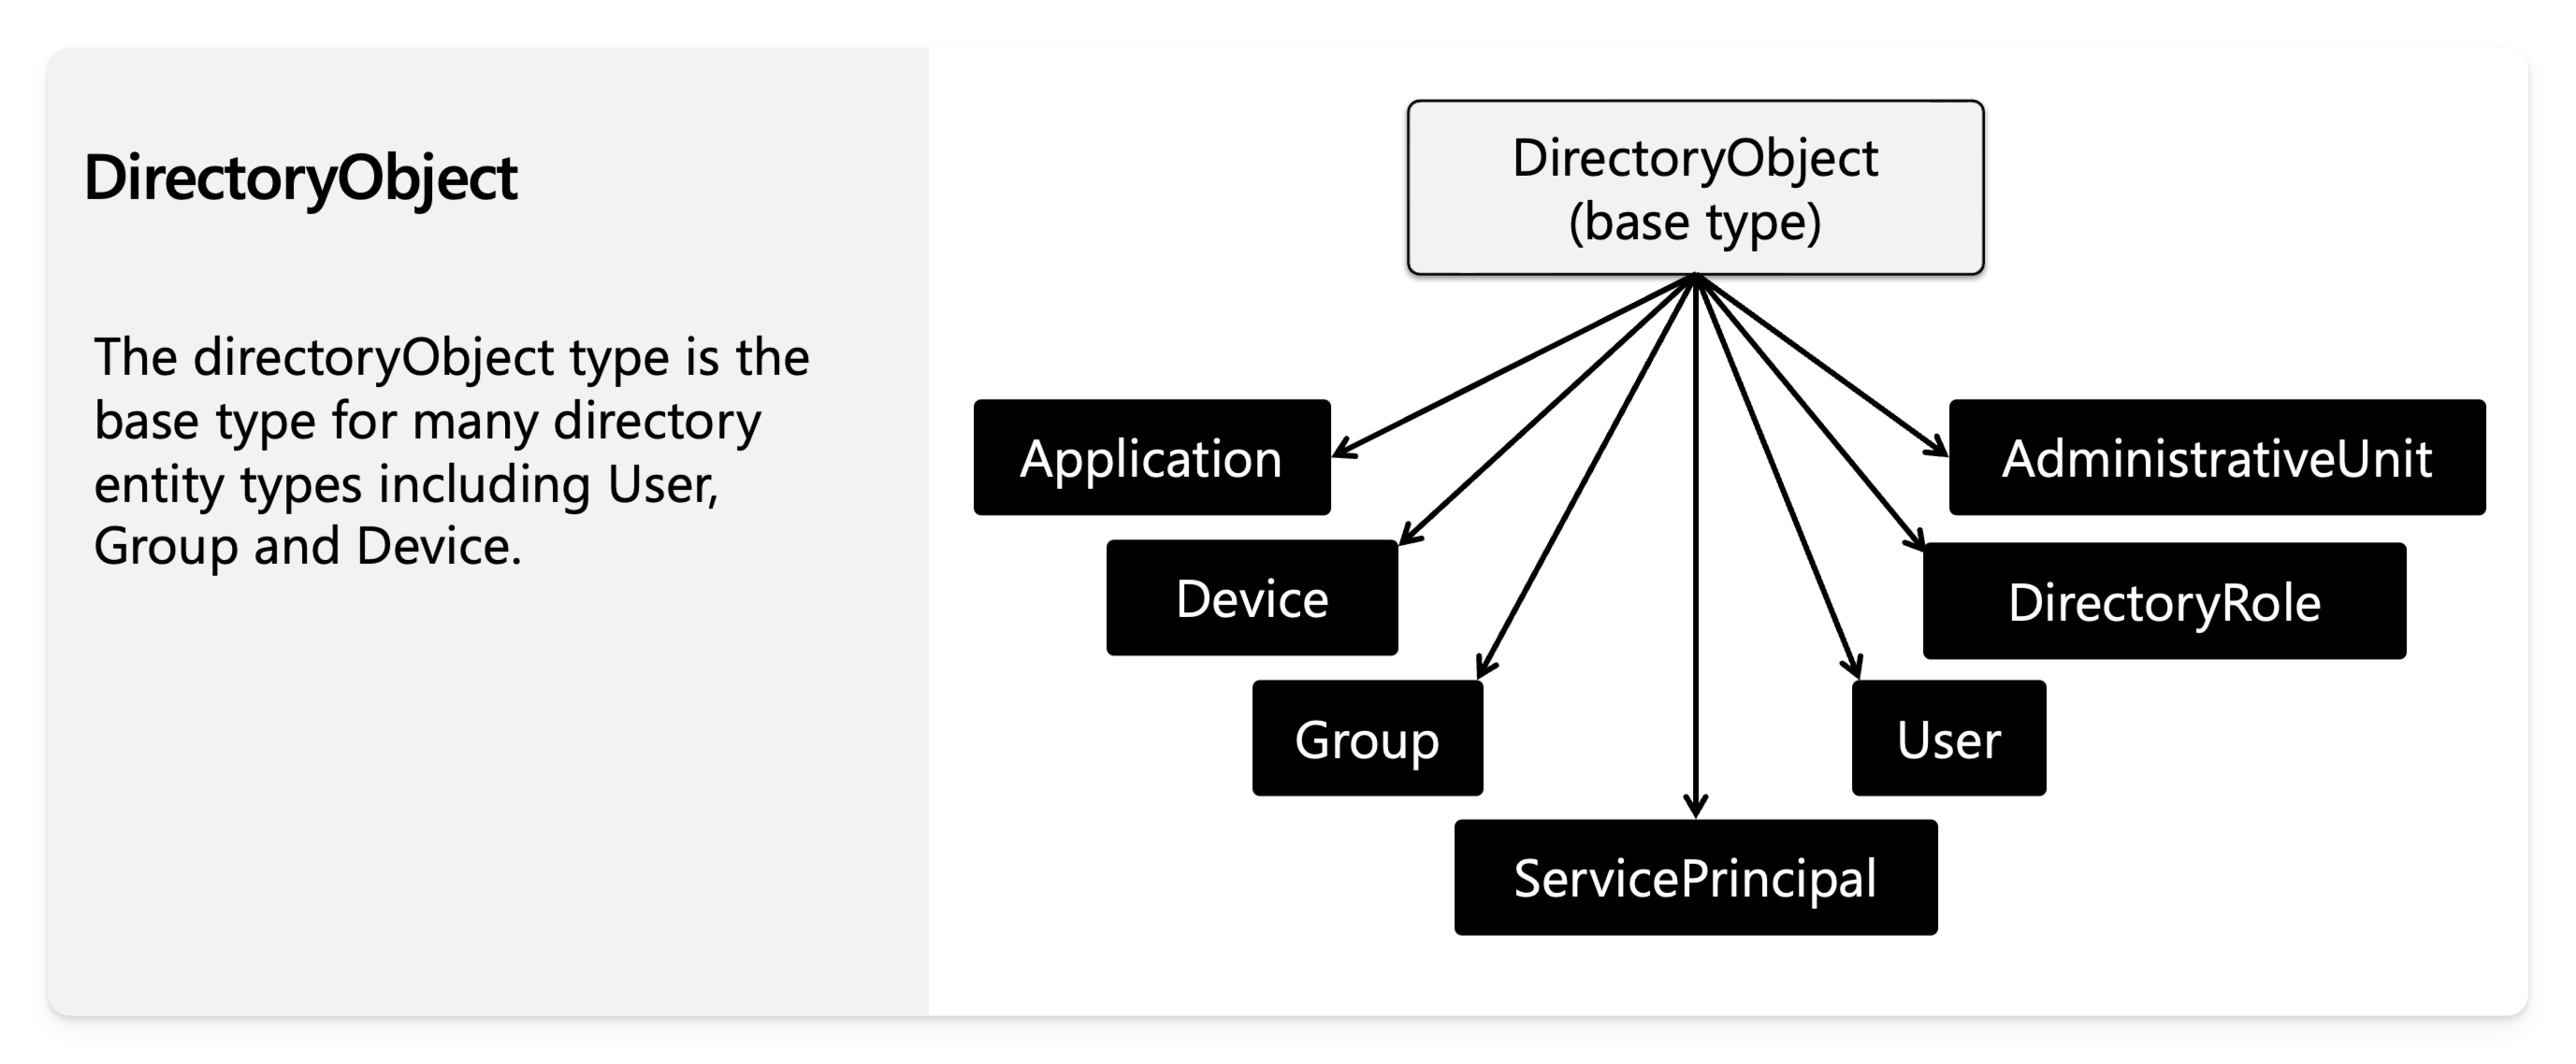 DirectoryObject
The directoryObject type is the
base type for many directory
entity types including User,
Group and Device.
DirectoryObject
(base type)
Application
AdministrativeUnit
Device
DirectoryRole
Group
User
ServicePrincipal